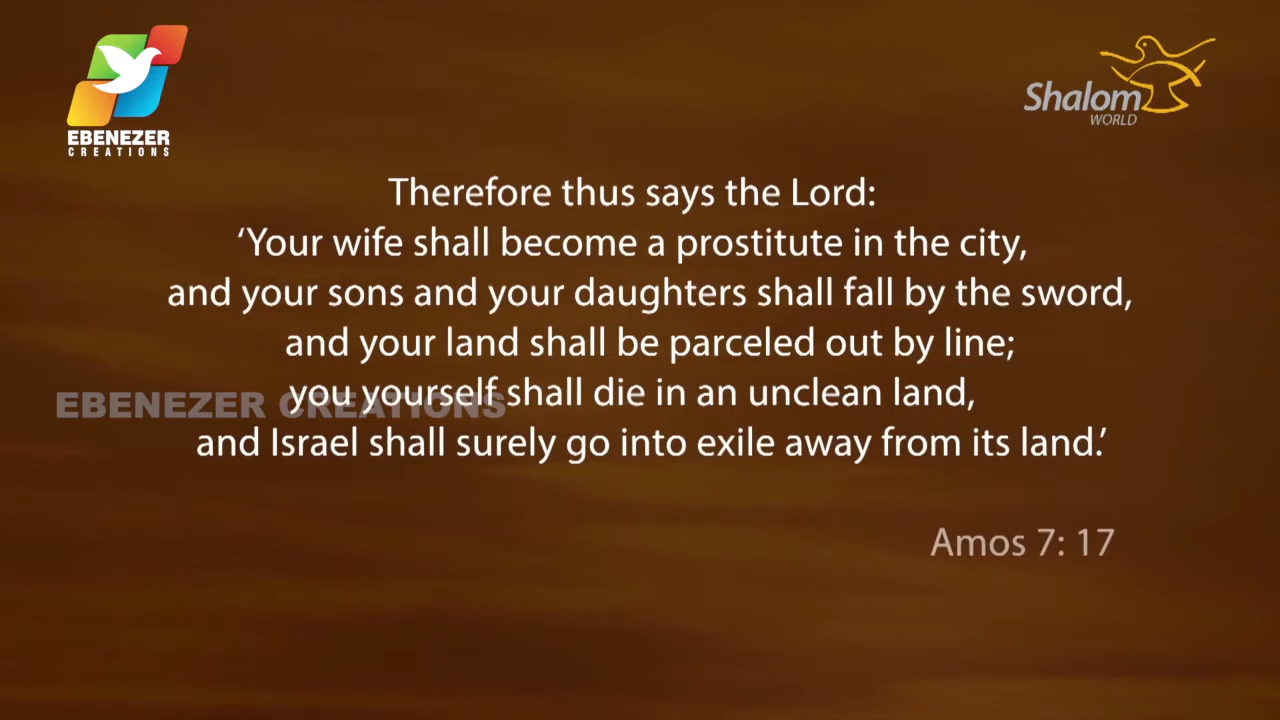 EBENEZER
CREATIONS
Shalom
WORLD
Therefore thus says the Lord:
‘Your wife shall become a prostitute in the city,
and your sons and your daughters shall fall by the sword,
and your land shall be parceled out by line;
you yourself shall die in an unclean land,
EBENEZER CREATIONS
and Israel shall surely go into exile away from its land.’
Amos 7: 17